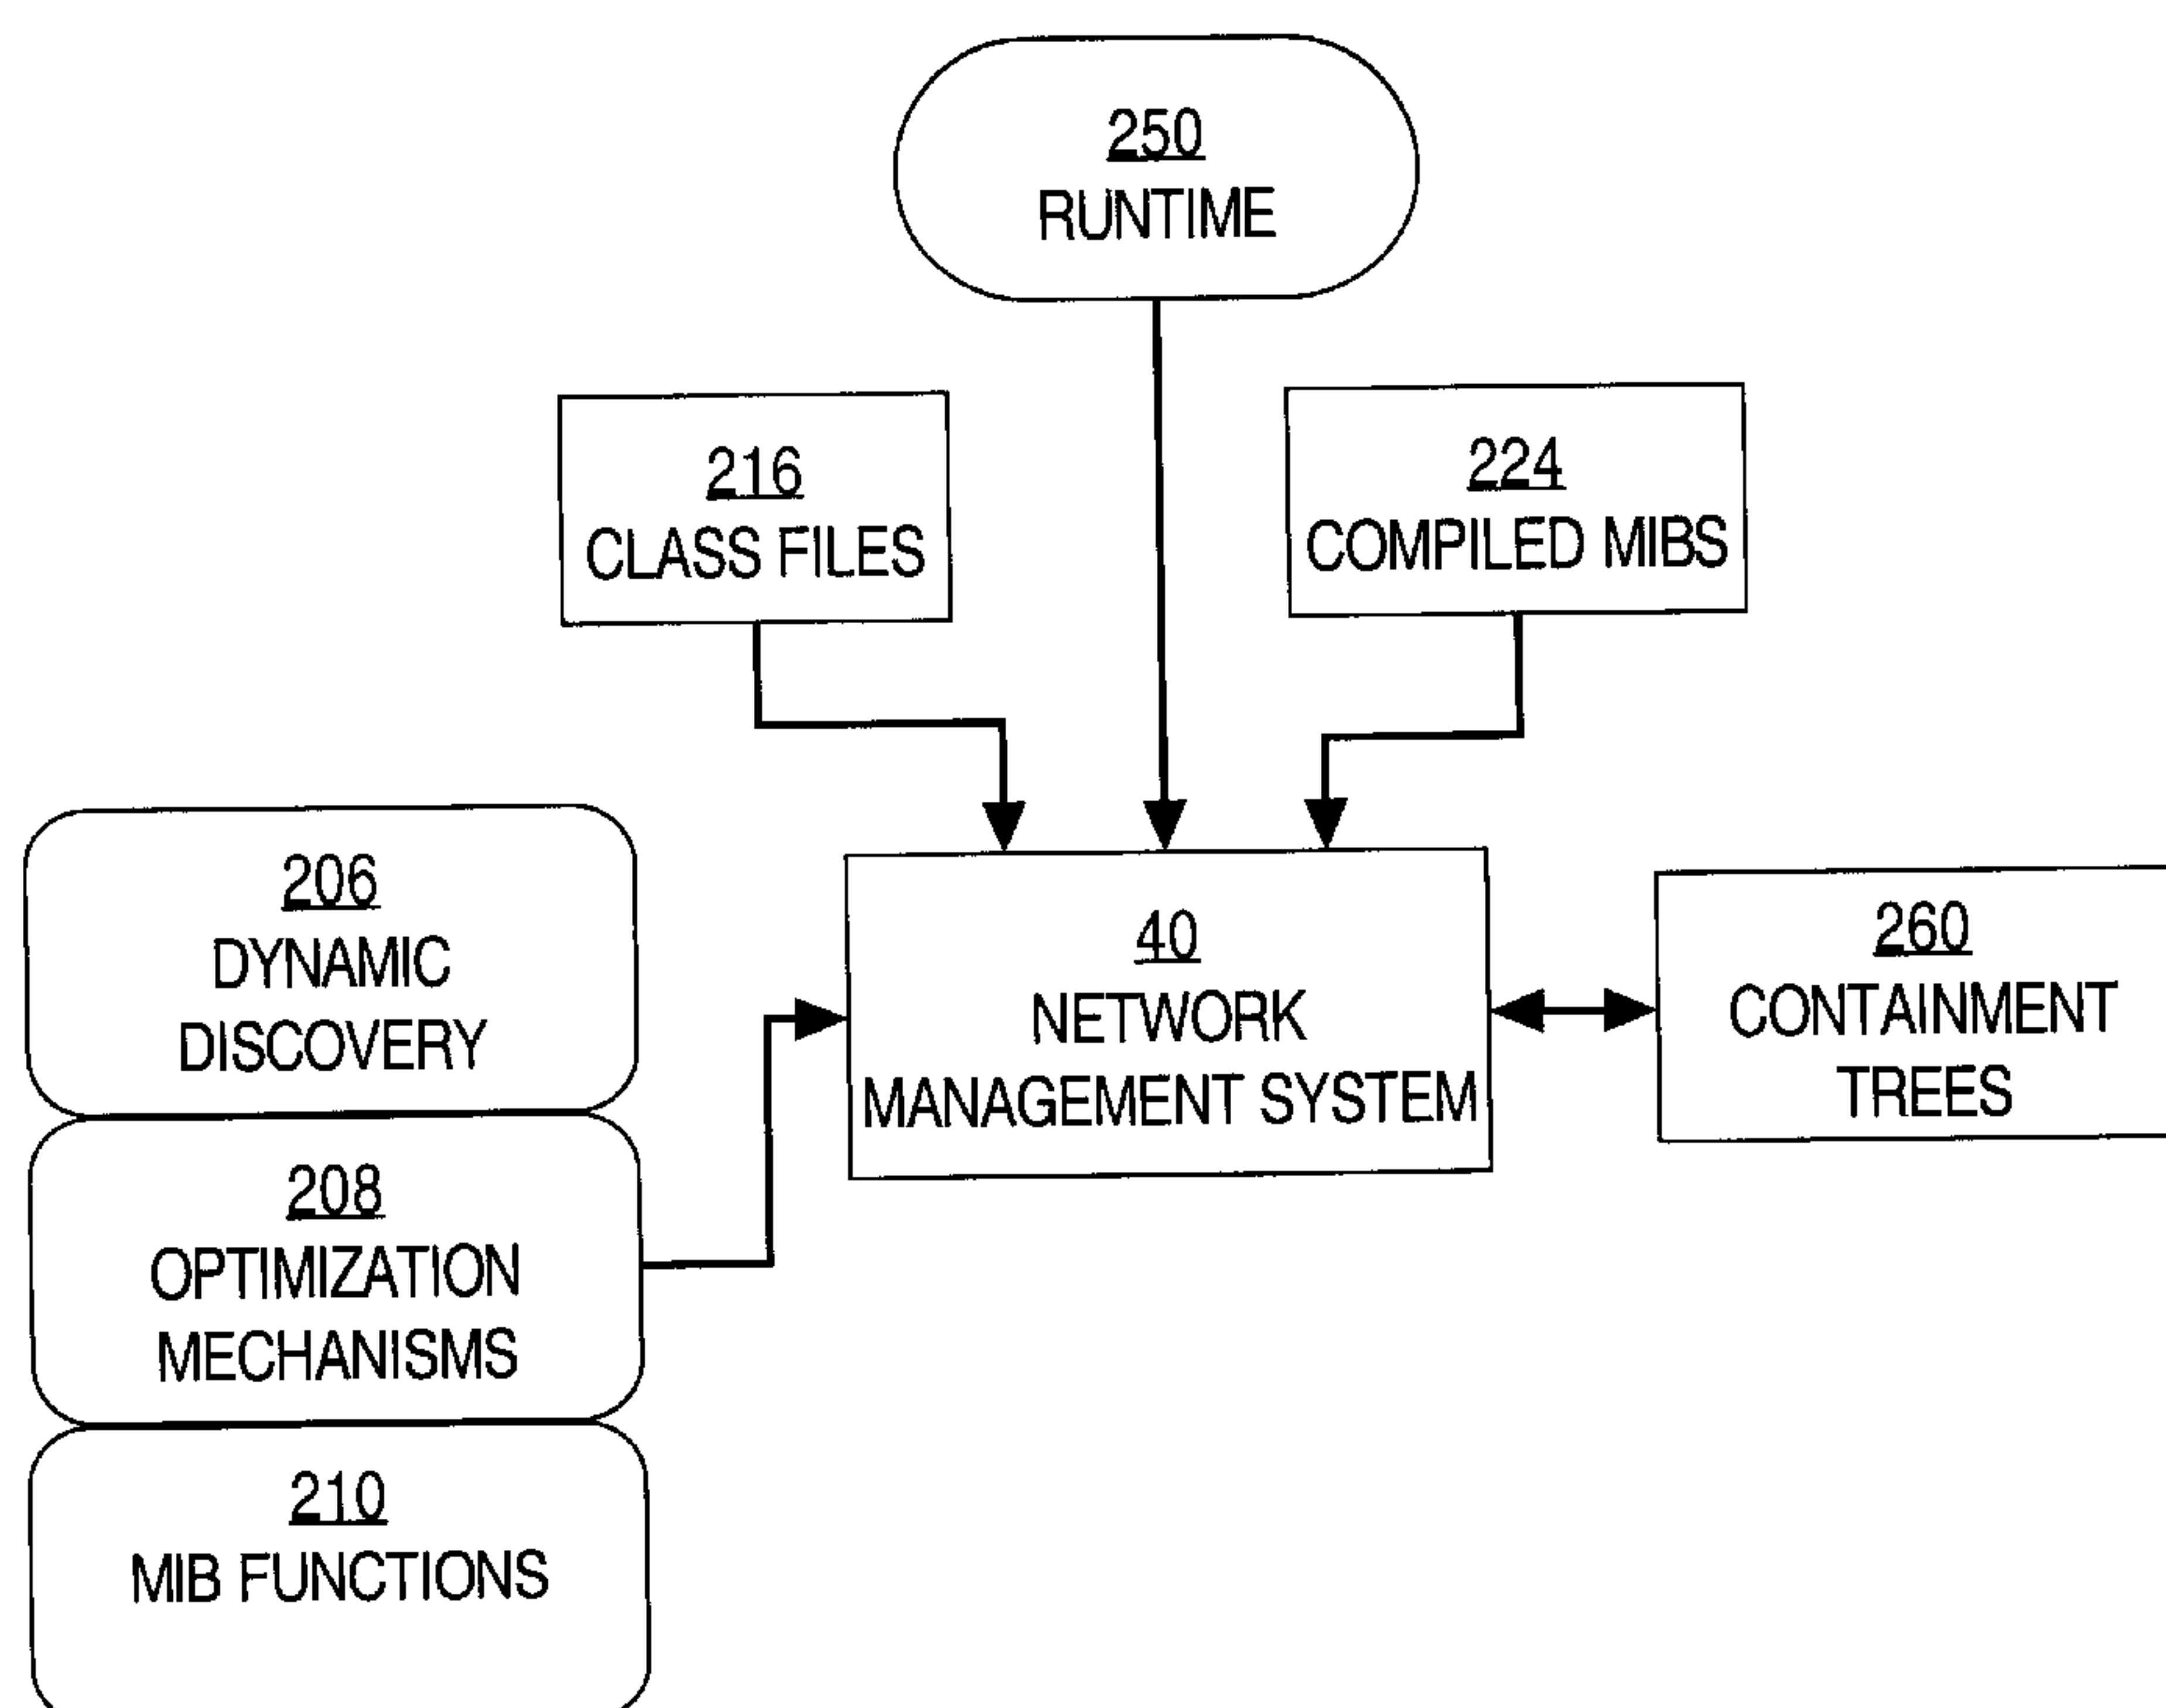 250
RUNTIME
216
CLASS FILES
224
COMPILED MIBS
206
DYNAMIC
DISCOVERY
40
NETWORK
MANAGEMENT SYSTEM
260
CONTAINMENT
TREES
208
OPTIMIZATION
MECHANISMS
210
MIB FUNCTIONS